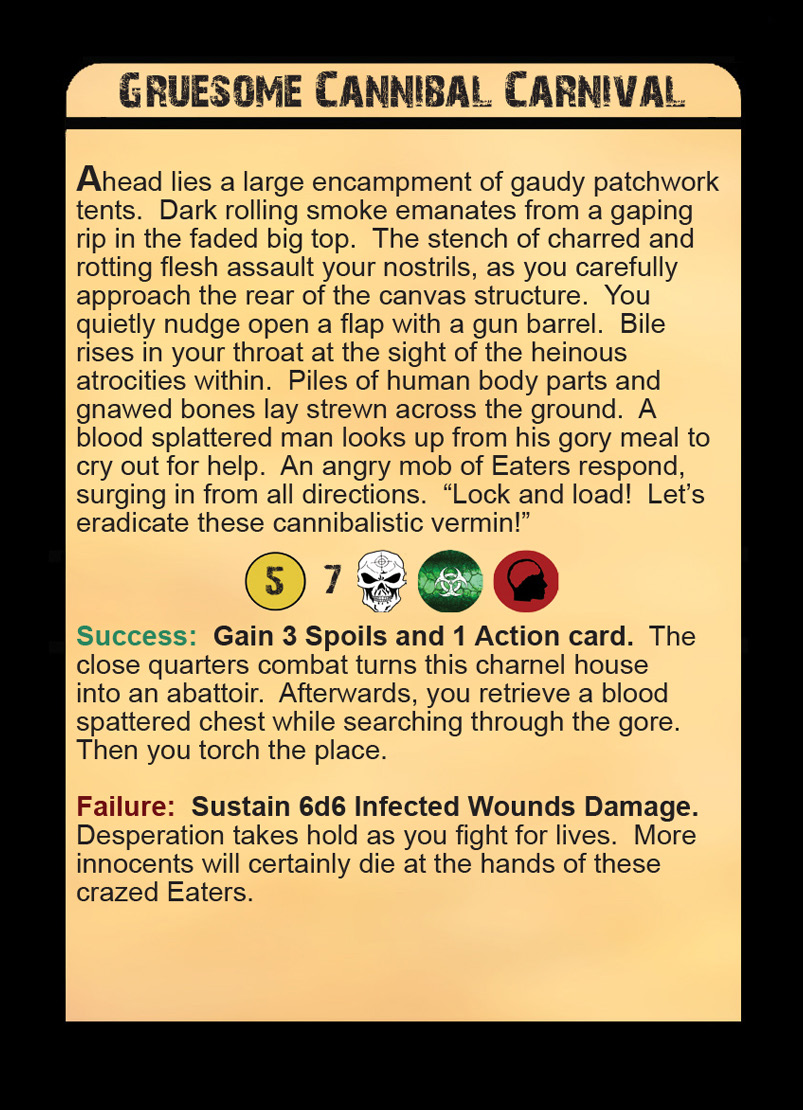 Gruesome Cannibal Carnival
Ahead lies a large encampment of gaudy patchwork
tents.  Dark rolling smoke emanates from a gaping
rip in the faded big top.  The stench of charred and
rotting flesh assault your nostrils, as you carefully
approach the rear of the canvas structure.  You
quietly nudge open a flap with a gun barrel.  Bile
rises in your throat at the sight of the heinous
atrocities within.  Piles of human body parts and
gnawed bones lay strewn across the ground.  A
blood splattered man looks up from his gory meal to
cry out for help.  An angry mob of Eaters respond,
surging in from all directions.  “Lock and load!  Let’s
eradicate these cannibalistic vermin!”
5 7
Success:  Gain 3 Spoils and 1 Action card.  The
close quarters combat turns this charnel house
into an abattoir.  Afterwards, you retrieve a blood
spattered chest while searching through the gore.
Then you torch the place.
Failure:  Sustain 6d6 Infected Wounds Damage.
Desperation takes hold as you fight for lives.  More
innocents will certainly die at the hands of these
crazed Eaters.